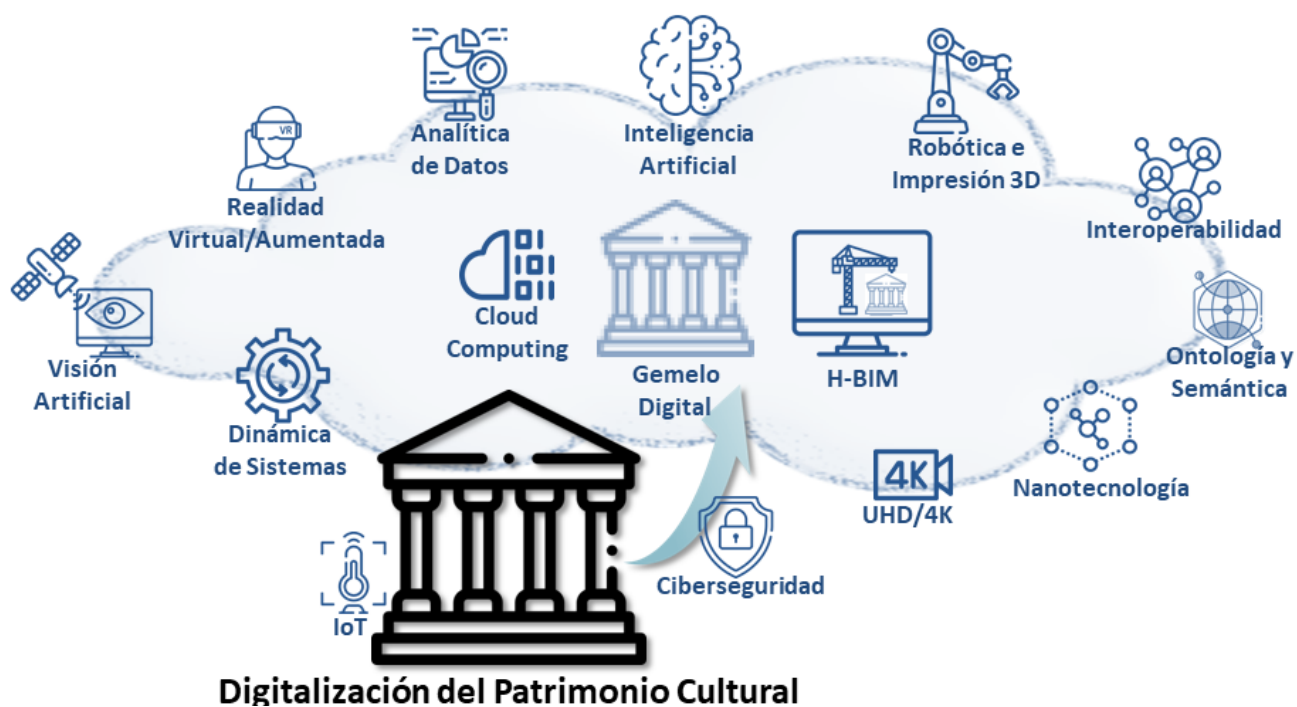 Analítica
de Datos
Inteligencia
Artificial
Robótica e
Impresión 3D
VR
Realidad
Virtual/Aumentada
Interoperabilidad
Cloud
Computing
Gemelo
Digital
H-BIM
Ontología y
Semántica
Visión
Artificial
Dinámica
de Sistemas
4K
UHD/4K
Nanotecnología
Ciberseguridad
IoT
Digitalización del Patrimonio Cultural